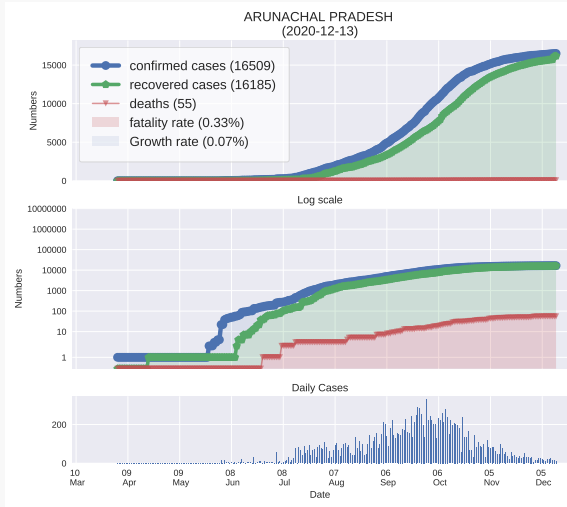 ARUNACHAL PRADESH
(2020-12-13)
confirmed cases (16509)
recovered cases (16185)
deaths (55)
fatality rate (0.33%)
Growth rate (0.07%)
Numbers
15000
10000
5000
0
Log scale
Numbers
10000000
1000000
100000
10000
1000
100
10
1
Daily Cases
200
0
10 09 08 08 07 06 06 05 05
Mar Apr May Jun Jul Aug Sep Oct Nov Dec
Date